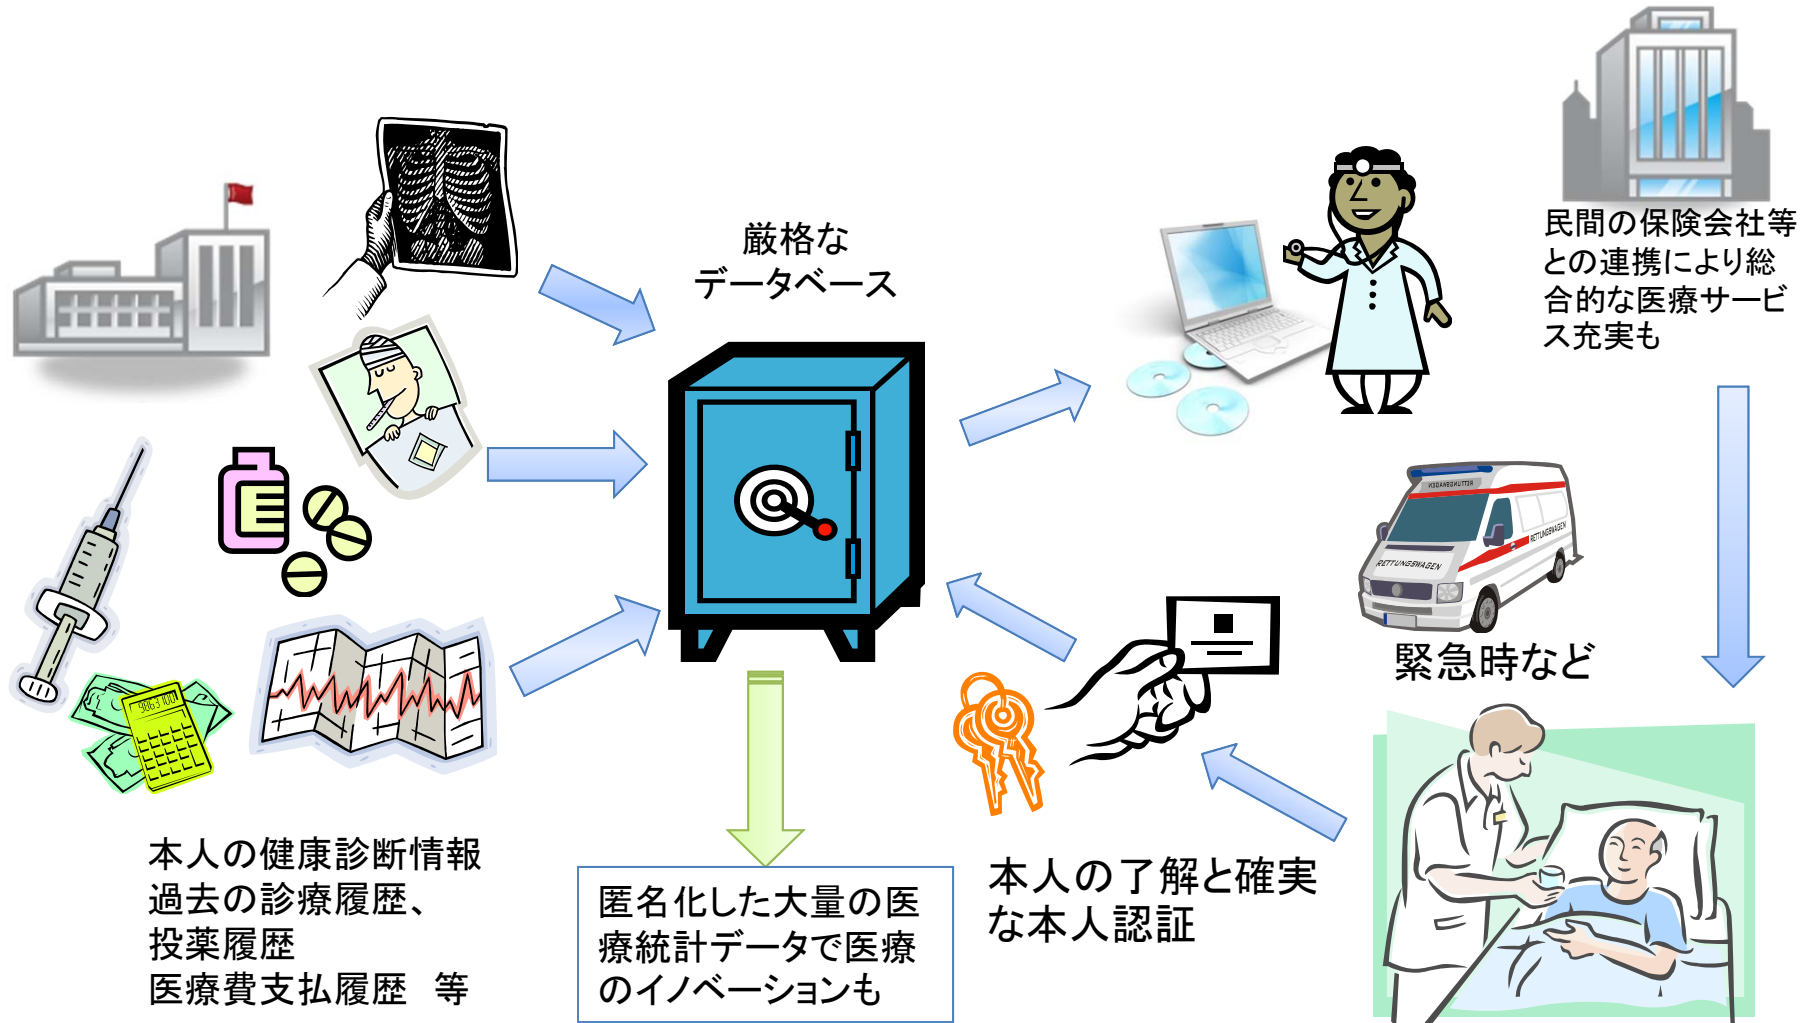 厳格な
データベース
民間の保険会社等
との連携により総
合的な医療サービ
ス充実も
RETTUNGSWAGEN
RETTUNGSWAGEN
RETTUNGSWAGEN
緊急時など
本人の健康診断情報
過去の診療履歴、
投薬履歴
医療費支払履歴　等
匿名化した大量の医
療統計データで医療
のイノベーションも
本人の了解と確実
な本人認証